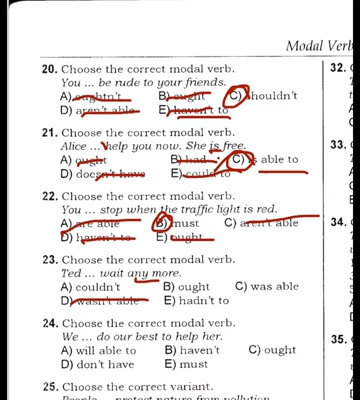 Modal Verb
20. Choose the correct modal verb.
You ... be rude to your friends.
A) oughtn't B) ought C) shouldn't
D) aren't able E) haven't to
21. Choose the correct modal verb.
Alice ... help you now. She is free.
A) ought B) had C) is able to
D) doesn't have E) could to
22. Choose the correct modal verb.
You ... stop when the traffic light is red.
A) are able B) must C) aren't able
D) haven't to E) ought
23. Choose the correct modal verb.
Ted ... wait any more.
A) couldn't B) ought C) was able
D) wasn't able E) hadn't to
24. Choose the correct modal verb.
We ... do our best to help her.
A) will able to B) haven't C) ought
D) don't have E) must
25. Choose the correct variant.
People ... protect nature from pollution
32.
33.
34.
35.